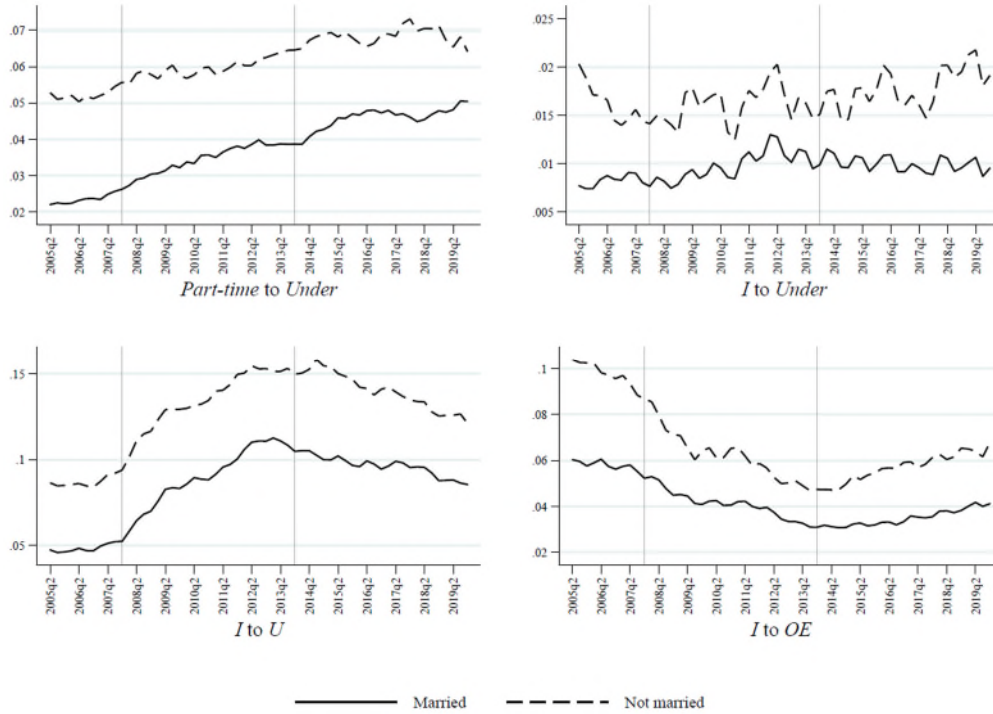 .07
.06
.05
.04
.03
.02
2005q2
2006q2
2007q2
2008q2
2009q2
2010q2
2011q2
2012q2
2013q2
2014q2
2015q2
2016q2
2017q2
2018q2
2019q2
Part-time to Under
.025
.02
.015
.01
.005
2005q2
2006q2
2007q2
2008q2
2009q2
2010q2
2011q2
2012q2
2013q2
2014q2
2015q2
2016q2
2017q2
2018q2
2019q2
I to Under
.15
.1
.05
2005q2
2006q2
2007q2
2008q2
2009q2
2010q2
2011q2
2012q2
2013q2
2014q2
2015q2
2016q2
2017q2
2018q2
2019q2
I to U
.1
.08
.06
.04
.02
2005q2
2006q2
2007q2
2008q2
2009q2
2010q2
2011q2
2012q2
2013q2
2014q2
2015q2
2016q2
2017q2
2018q2
2019q2
I to OE
Married Not married